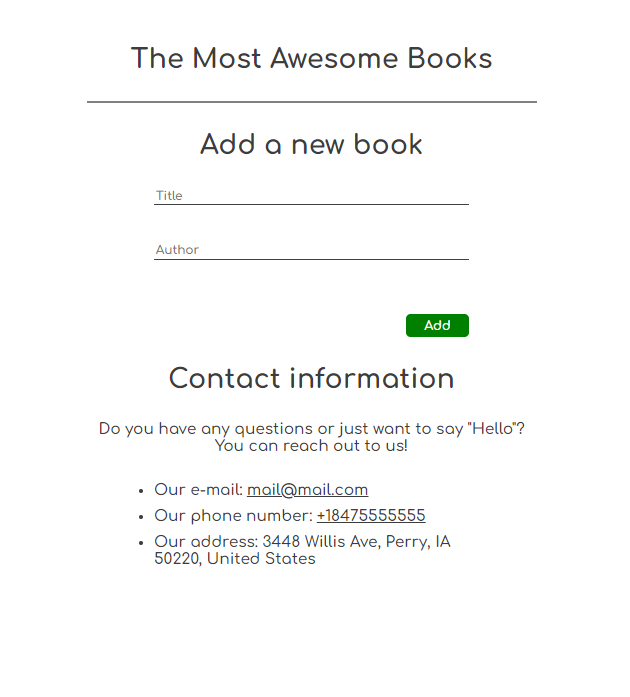 The Most Awesome Books
Add a new book
Title
Author
Add
Contact information
Do you have any questions or just want to say "Hello"?
You can reach out to us!
Our e-mail: mail@mail.com
Our phone number: +18475555555
Our address: 3448 Willis Ave, Perry, IA
50220, United States